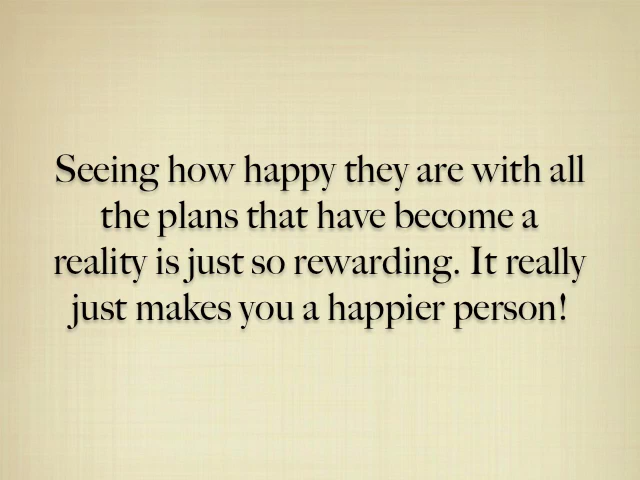 Seeing how happy they are with all
the plans that have become a
reality is just so rewarding. It really
just makes you a happier person!